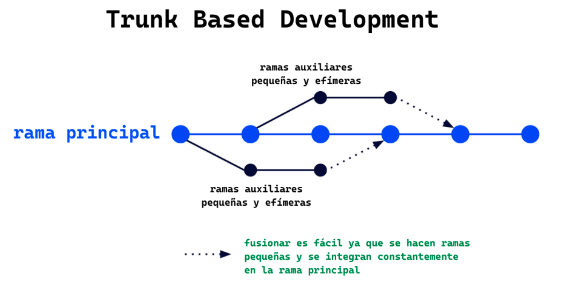 Trunk Based Development
ramas auxiliares
pequeñas y efímeras
rama principal
ramas auxiliares
pequeñas y efímeras
fusionar es fácil ya que se hacen ramas
pequeñas y se integran constantemente
en la rama principal